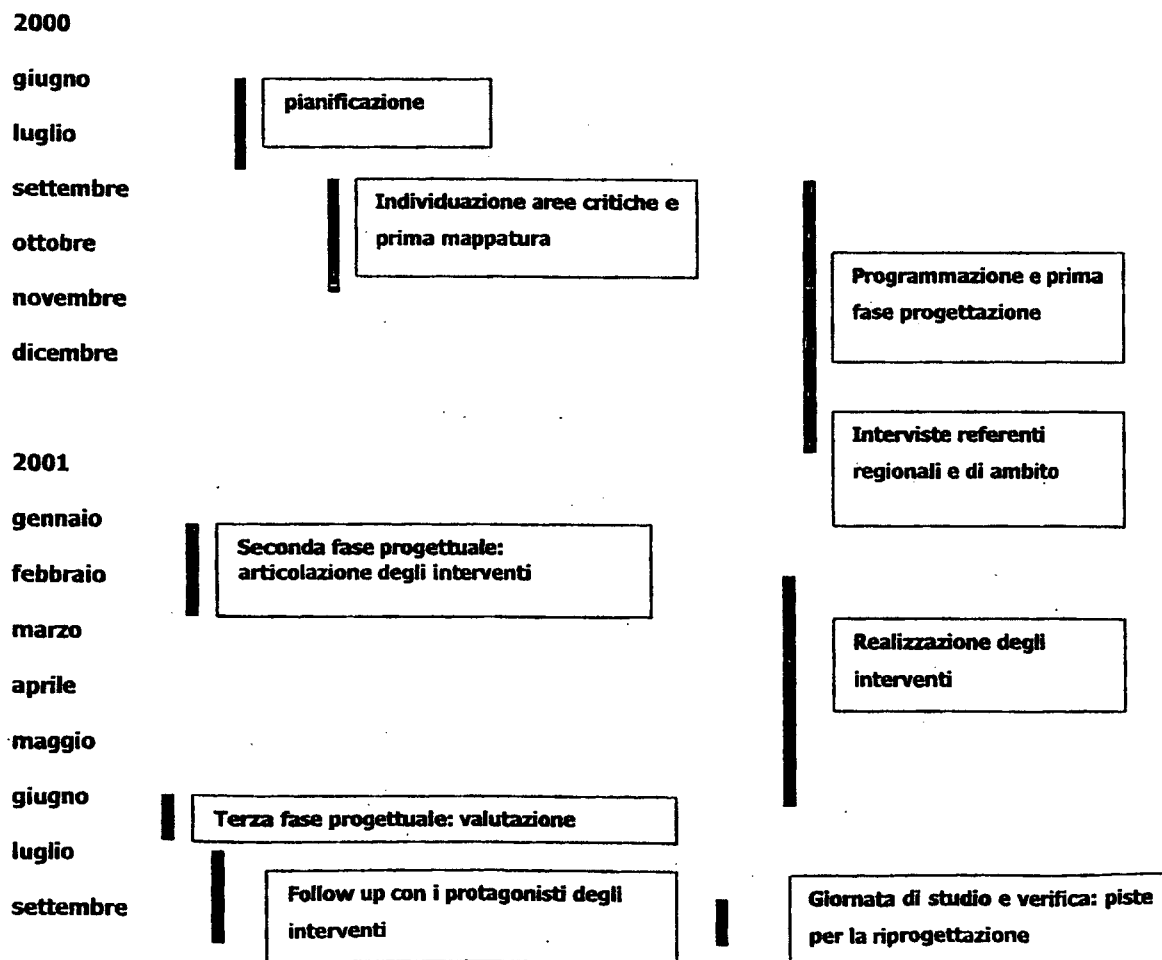 2000
giugno
pianificazione
luglio
settembre
Individuazione aree critiche e
prima mappatura
ottobre
Programmazione e prima
fase progettazione
novembre
dicembre
Interviste referenti
regionali e di ambito
2001
gennaio
Seconda fase progettuale:
articolazione degli interventi
febbraio
marzo
Realizzazione degli
interventi
aprile
maggio
giugno
Terza fase progettuale: valutazione
luglio
settembre
Follow up con i protagonisti degli
interventi
Giornata di studio e verifica: piste
per la riprogettazione